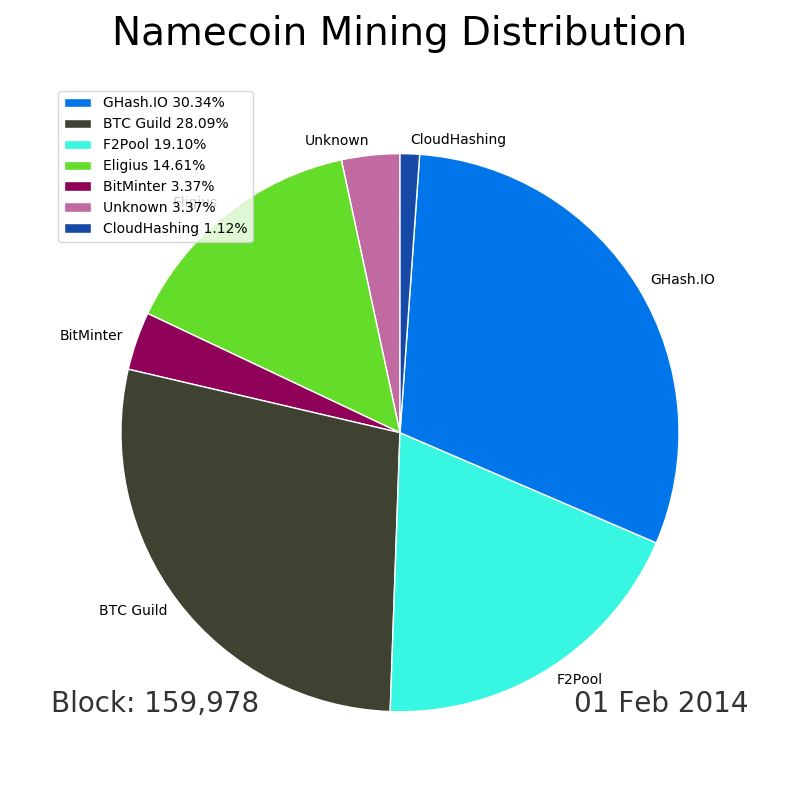 Namecoin Mining Distribution
GHash.IO 30.34%
BTC Guild 28.09%
F2Pool 19.10%
Eligius 14.61%
BitMinter 3.37%
Unknown 3.37%
CloudHashing 1.12%
Unknown
CloudHashing
Eligius
GHash.IO
BitMinter
BTC Guild
F2Pool
Block: 159,978
01 Feb 2014